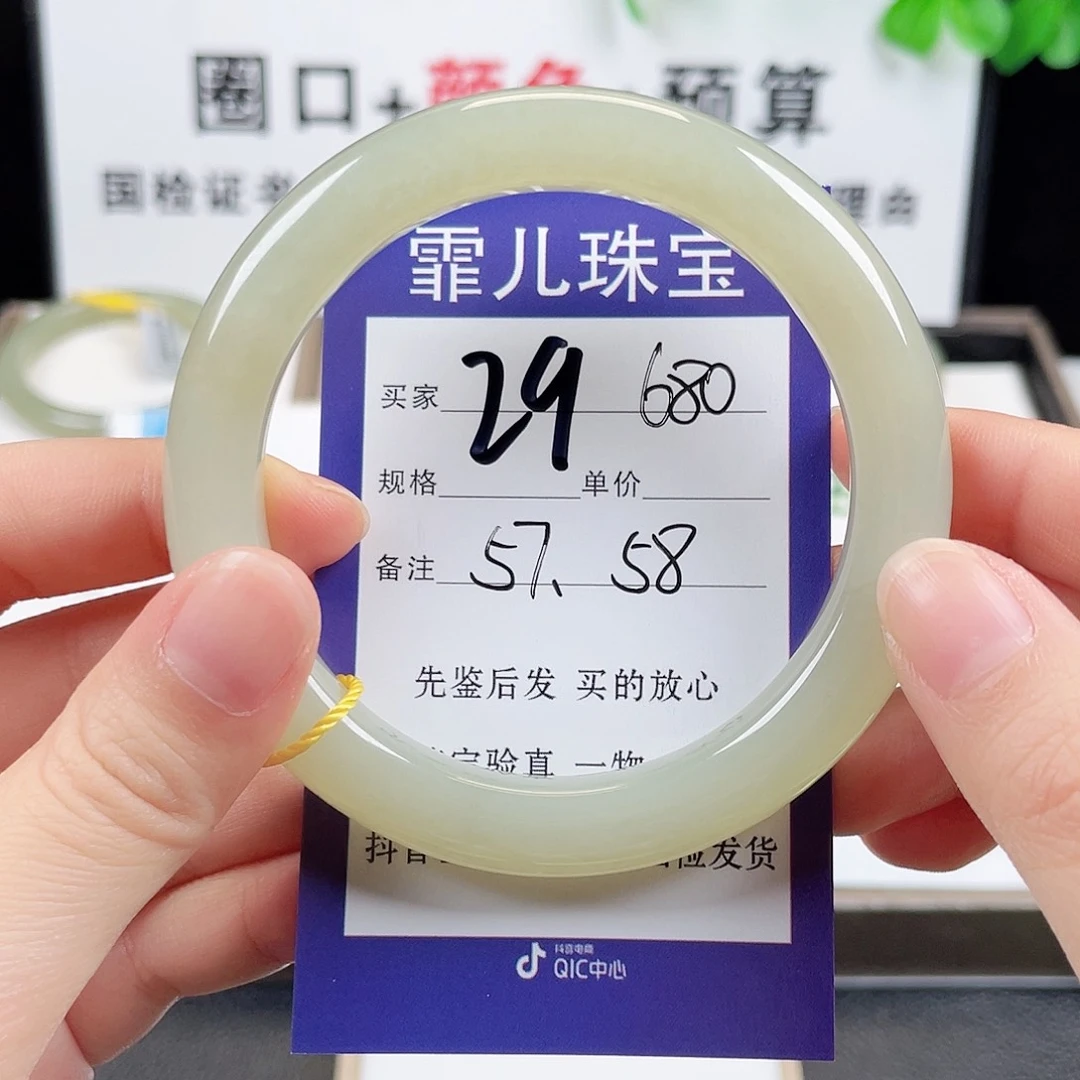 圈口+颜色+预算
国检证书 理由
霏儿珠宝
买家 29 680
规格 单价
备注 57、58
先鉴后发 买的放心
验真 一物
抖音 发货
抖音电商
QIC中心